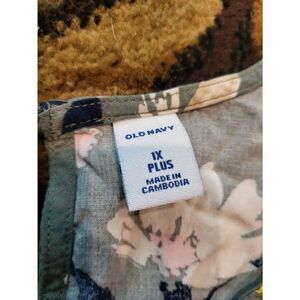 OLD NAVY
1X
PLUS
MADE IN
CAMBODIA